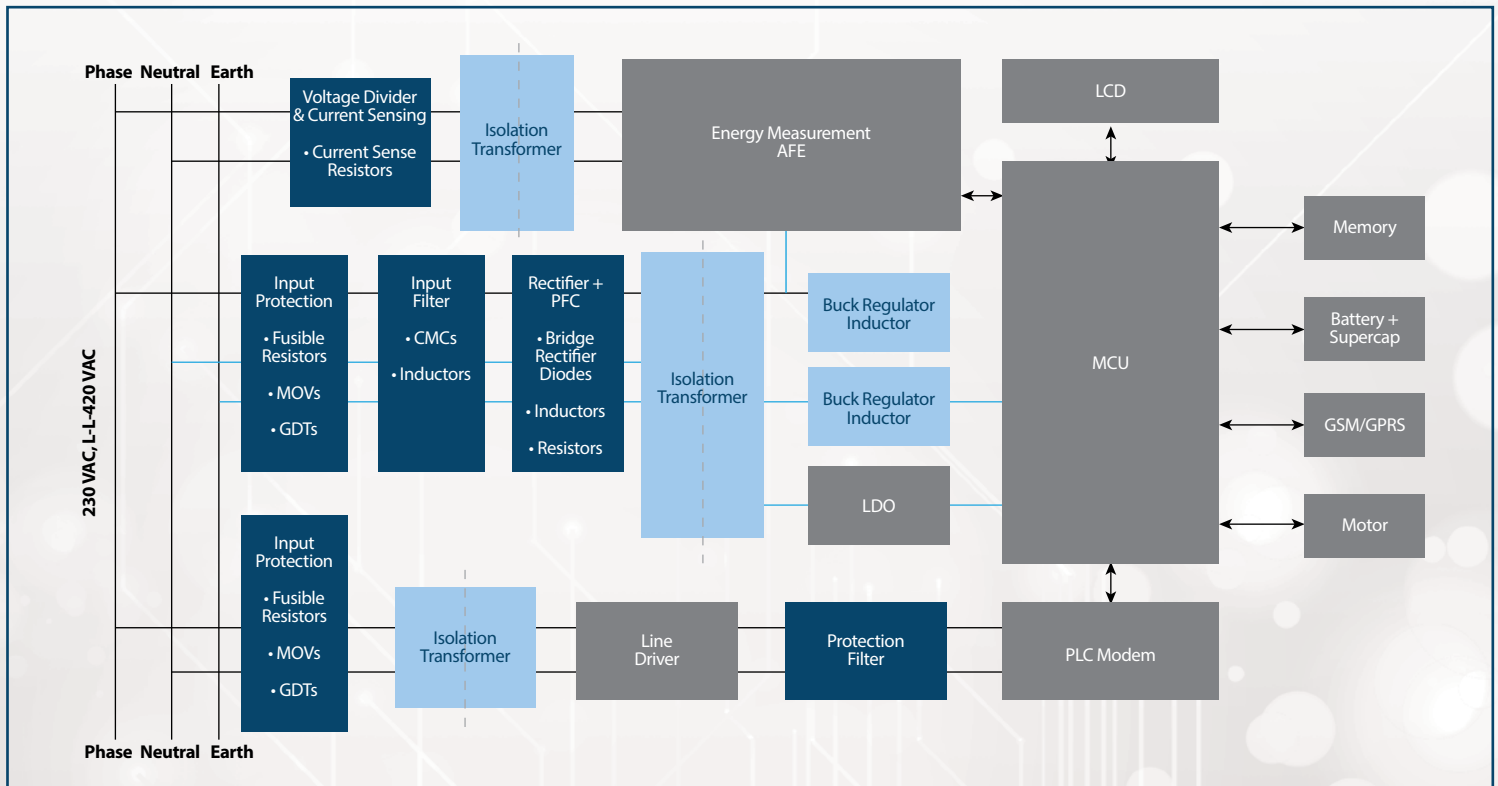 Phase Neutral Earth
Voltage Divider
& Current Sensing
• Current Sense
Resistors
Isolation
Transformer
Energy Measurement
AFE
LCD
230 VAC, L-L-420 VAC
Input
Protection
• Fusible
Resistors
• MOVs
• GDTs
Input
Filter
• CMCs
• Inductors
Rectifier +
PFC
• Bridge
Rectifier
Diodes
• Inductors
• Resistors
Isolation
Transformer
Buck Regulator
Inductor
Buck Regulator
Inductor
LDO
MCU
Memory
Battery +
Supercap
GSM/GPRS
Motor
Input
Protection
• Fusible
Resistors
• MOVs
• GDTs
Isolation
Transformer
Line
Driver
Protection
Filter
PLC Modem
Phase Neutral Earth